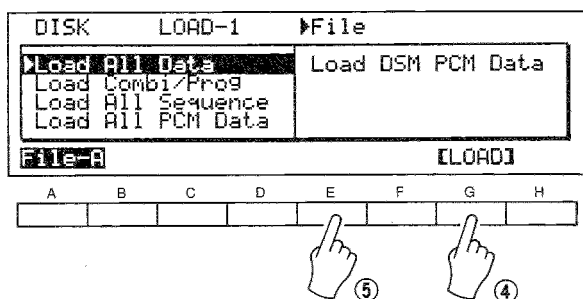 DISK LOAD-1 ▶File
▶Load All Data Load DSM PCM Data
Load Combi/Prog
Load All Sequence
Load All PCM Data
File-A [LOAD]
A B C D E F G H
⑤ ④